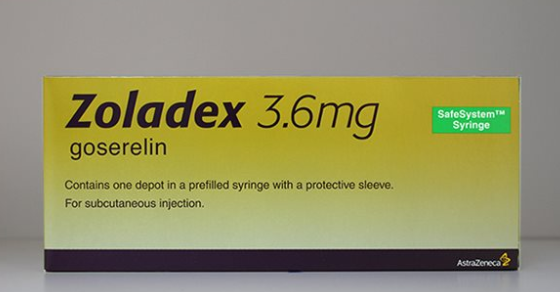 Zoladex 3.6mg
goserelin
SafeSystem™
Syringe
Contains one depot in a prefilled syringe with a protective sleeve.
For subcutaneous injection.
AstraZeneca